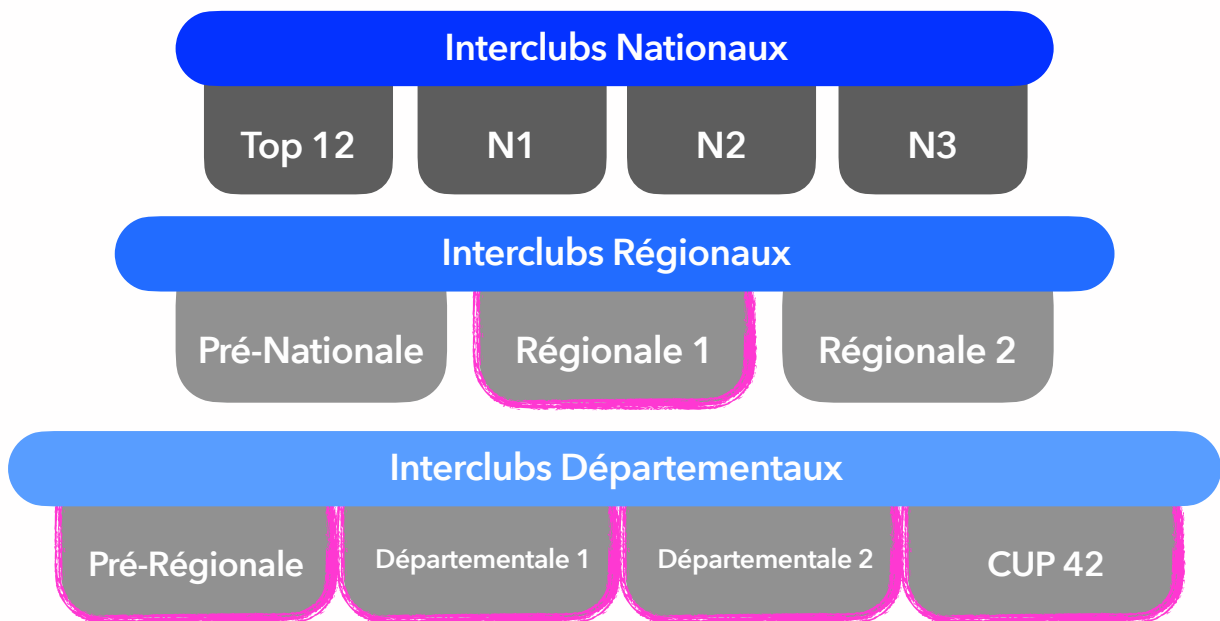 Interclubs Nationaux
Top 12 N1 N2 N3
Interclubs Régionaux
Pré-Nationale Régionale 1 Régionale 2
Interclubs Départementaux
Pré-Régionale Départementale 1 Départementale 2 CUP 42